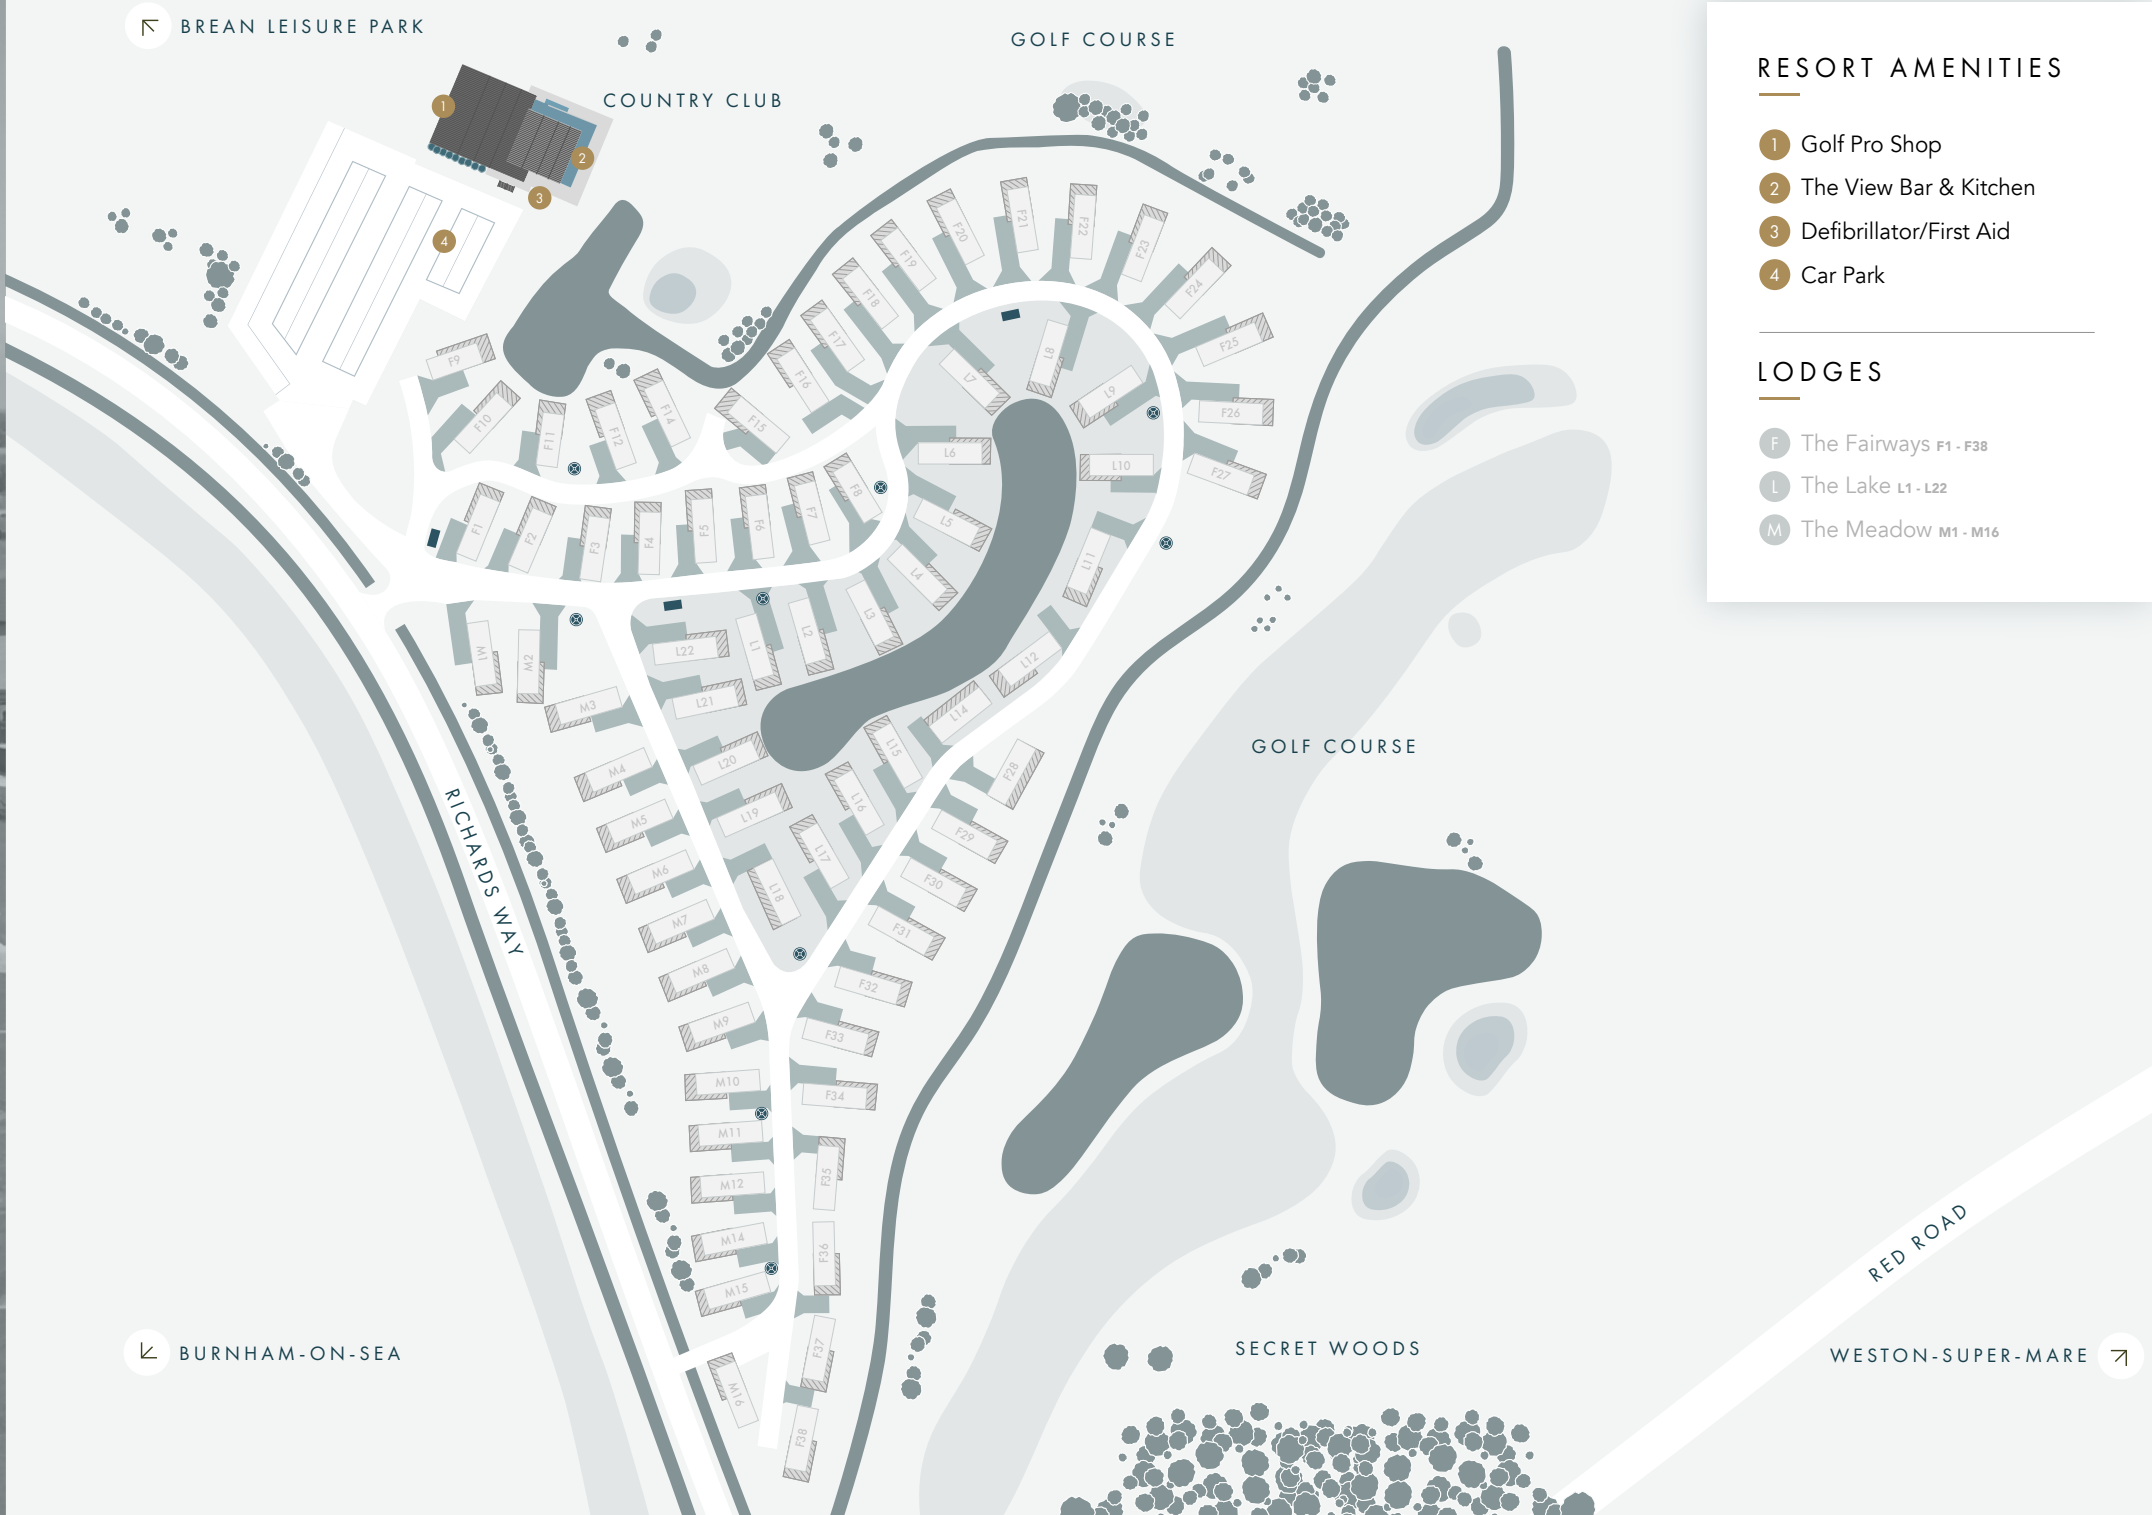 BREAN LEISURE PARK
GOLF COURSE
COUNTRY CLUB
1
2
3
4
RESORT AMENITIES
1 Golf Pro Shop
2 The View Bar & Kitchen
3 Defibrillator/First Aid
4 Car Park
LODGES
F The Fairways F1 - F38
L The Lake L1 - L22
M The Meadow M1 - M16
F21
F22
F20
F23
F19
F24
F18
F17
F25
F16
F15
F26
F27
F9
F10
F11
F12
F14
L8
L7
L9
L6
L10
L5
L11
L4
L3
L2
L1
L22
L21
L20
L19
L18
L17
L16
L15
L14
L12
F1
F2
F3
F4
F5
F6
F7
F8
M1
M2
M3
M4
M5
M6
M7
M8
M9
M10
M11
M12
M14
M15
M16
F28
F29
F30
F31
F32
F33
F34
F35
F36
F37
F38
GOLF COURSE
RICHARDS WAY
RED ROAD
SECRET WOODS
BURNHAM-ON-SEA
WESTON-SUPER-MARE